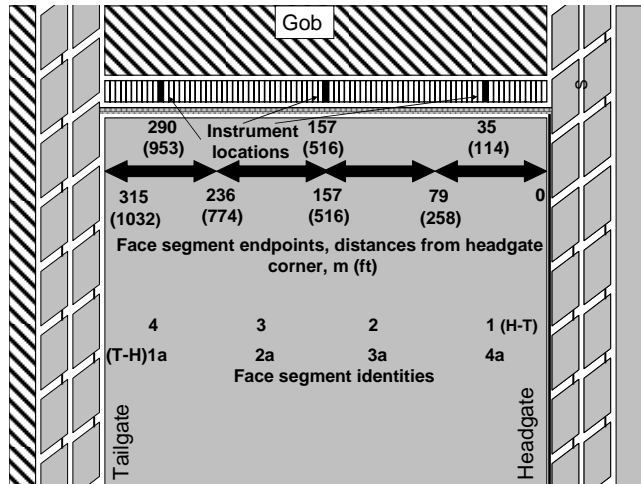 Gob
S
290 Instrument 157 35
(953) locations (516) (114)
315 236 157 79 0
(1032) (774) (516) (258)
Face segment endpoints, distances from headgate
corner, m (ft)
4 3 2 1 (H-T)
(T-H)1a 2a 3a 4a
Face segment identities
Tailgate
Headgate